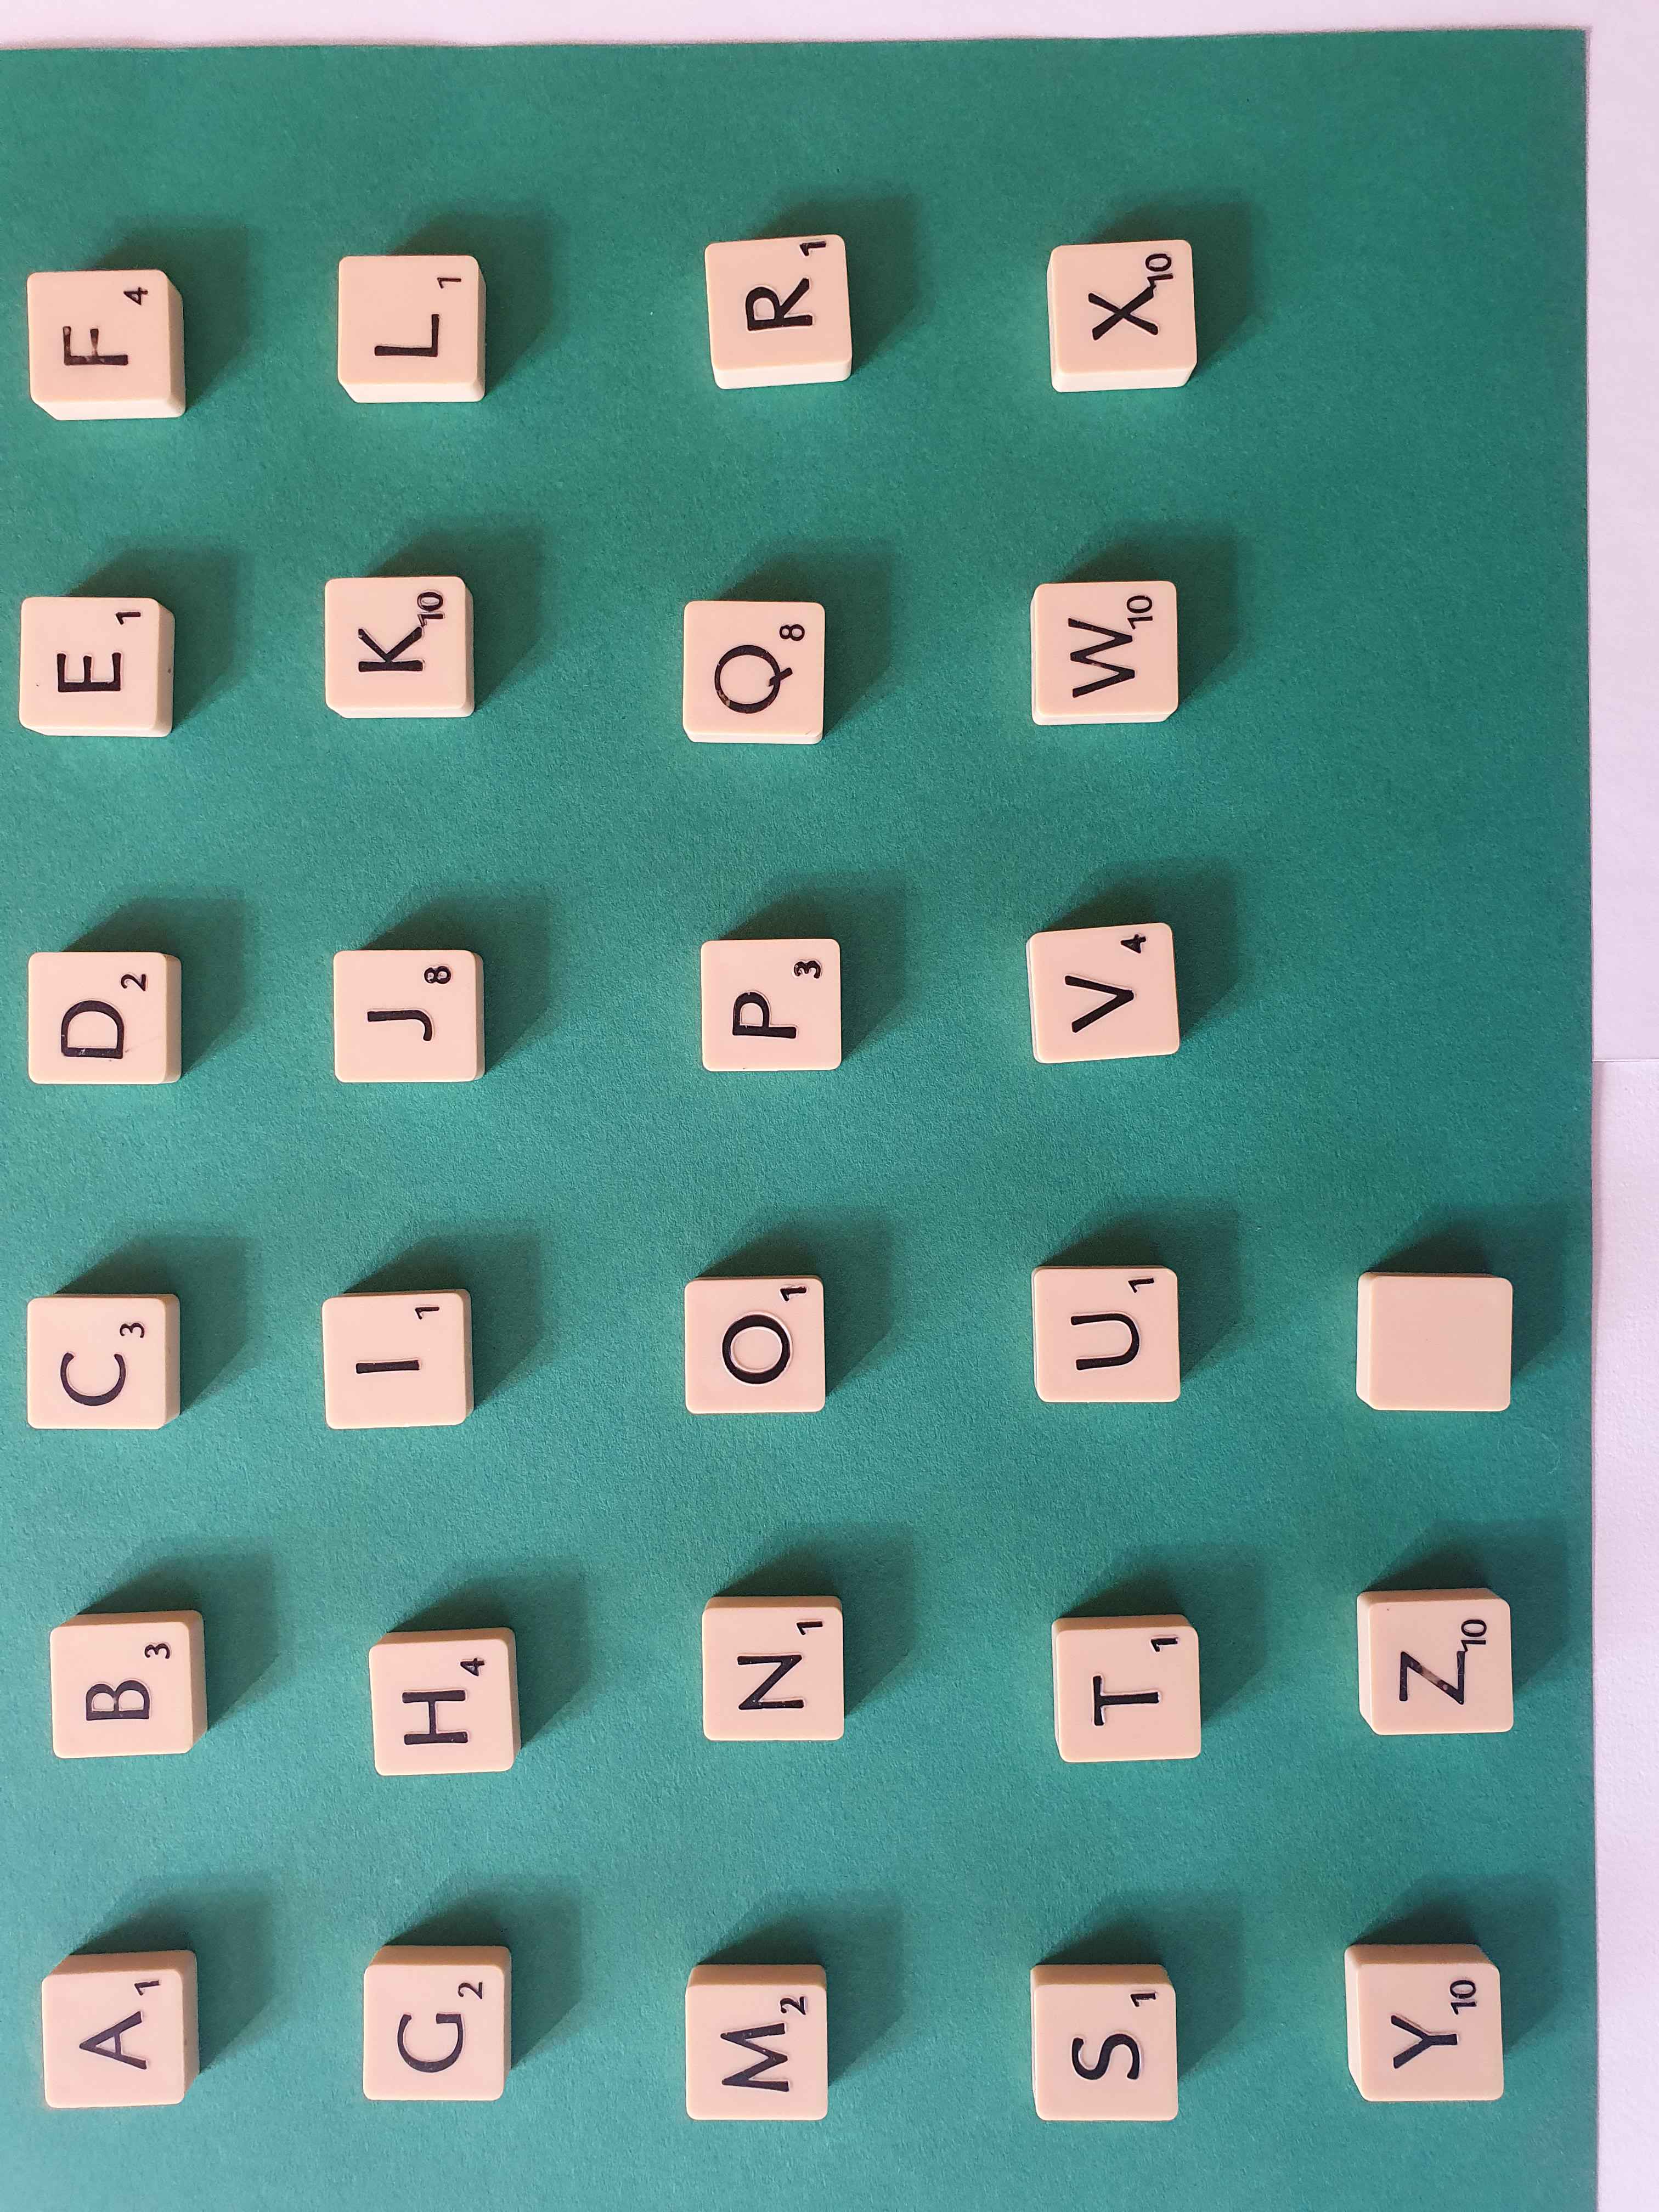 A1 B3 C3 D2 E1 F4
G2 H4 I1 J8 K10 L1
M2 N1 O1 P3 Q8 R1
S1 T1 U1 V4 W10 X10
Y10 Z10